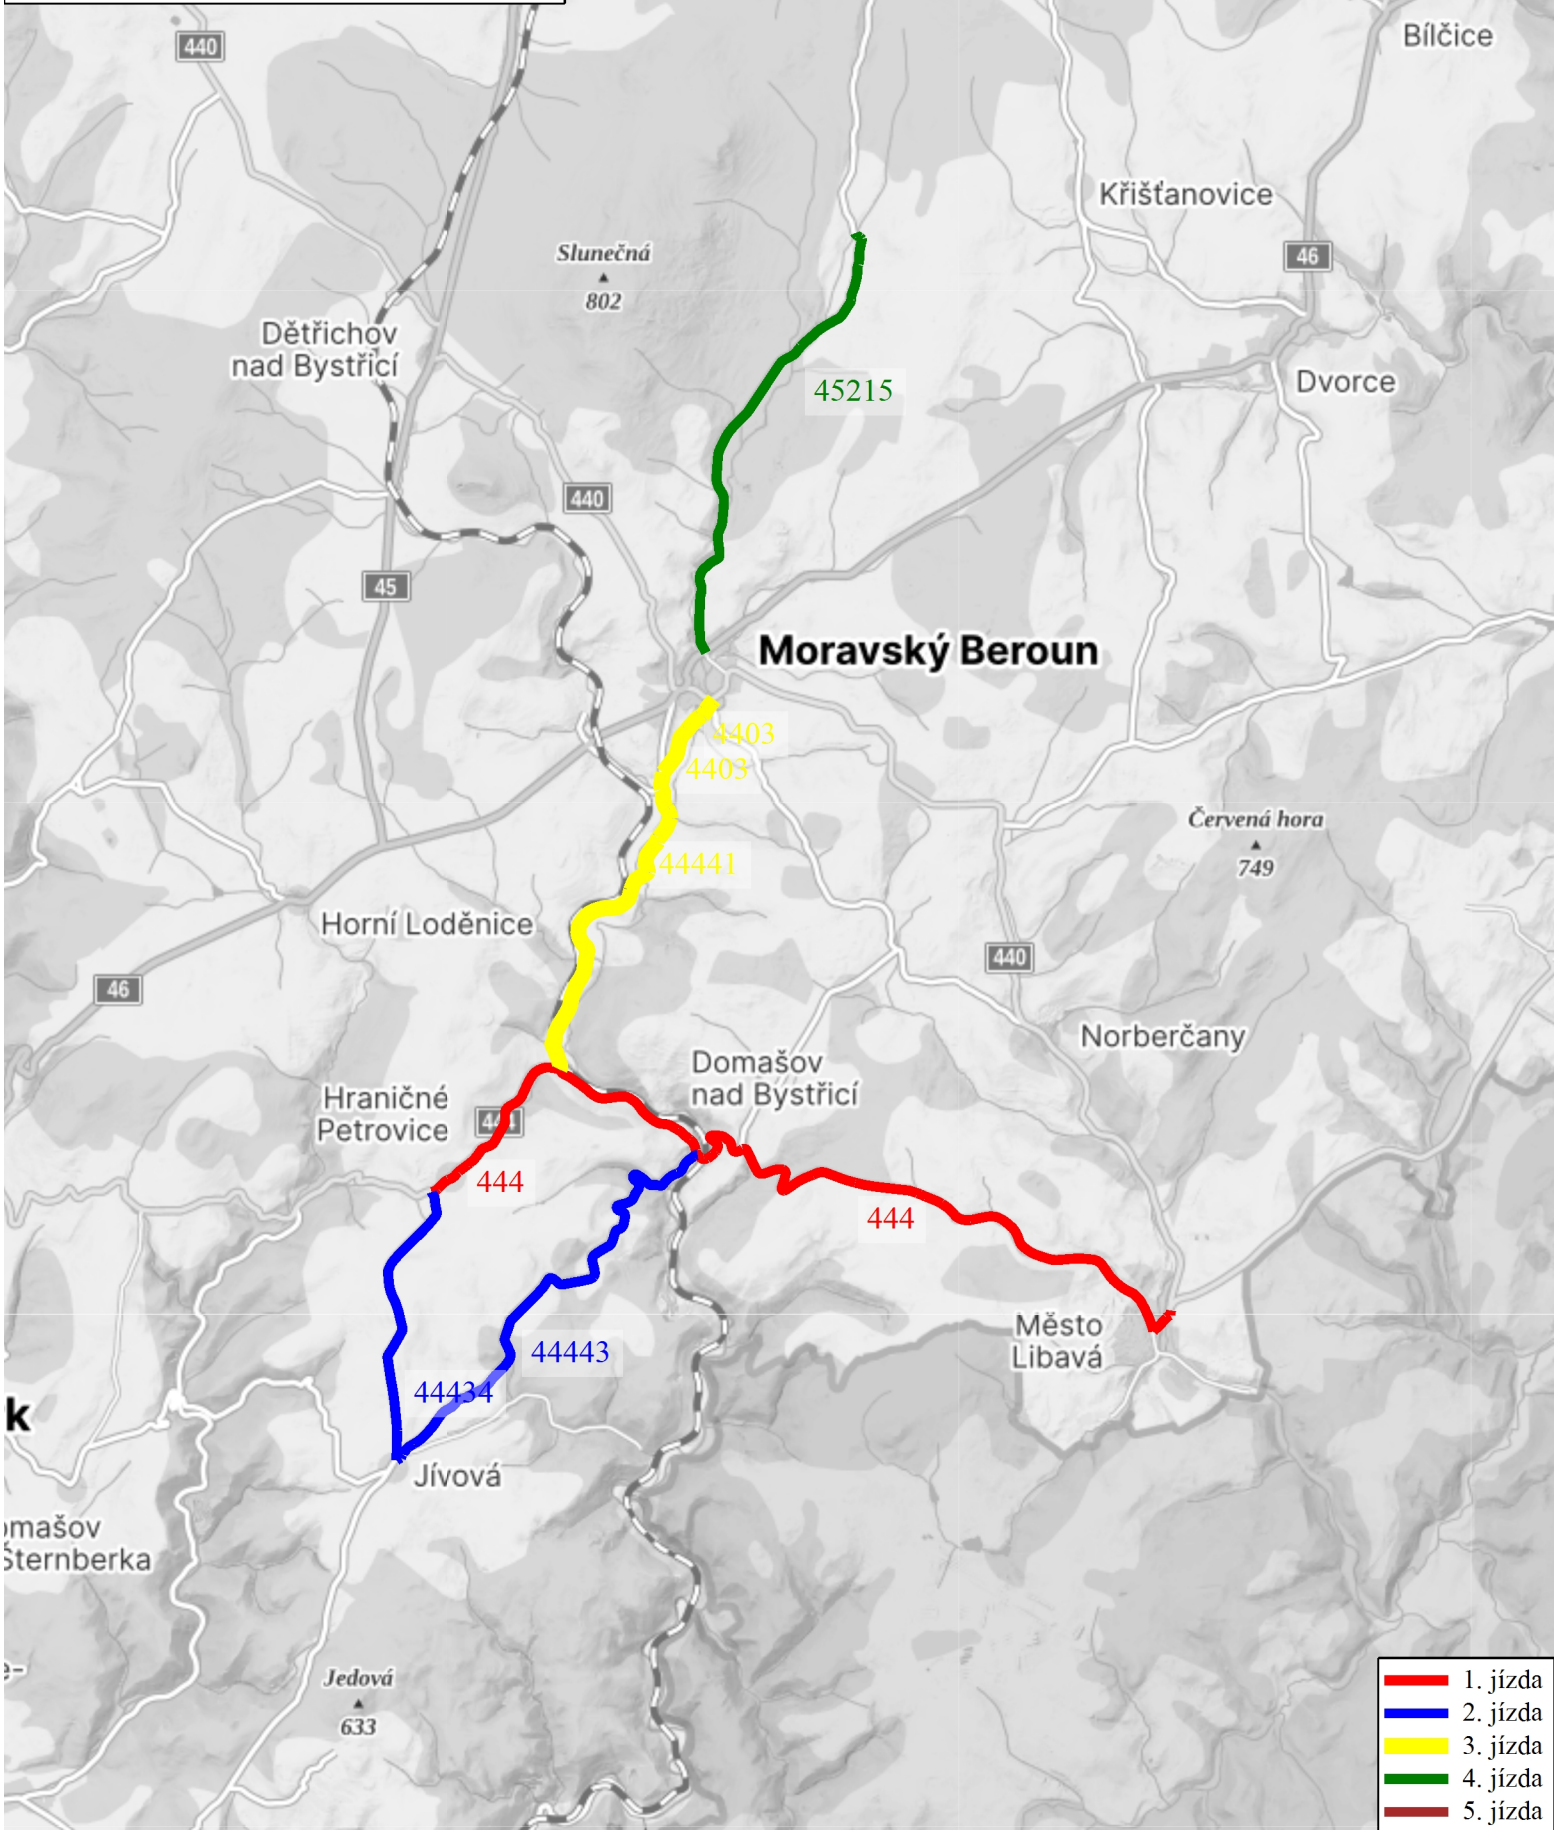 Bílčice
440
Křišťanovice
Slunečná
802
46
Dětřichov
nad Bystřicí
45215
Dvorce
440
45
Moravský Beroun
4403
4403
Červená hora
749
44441
Horní Loděnice
440
46
Norberčany
Domašov
nad Bystřicí
Hraničné
Petrovice
444
444
444
Město
Libavá
44443
44434
k
Jívová
omašov
Šternberka
e-
Jedová
633
1. jízda
2. jízda
3. jízda
4. jízda
5. jízda